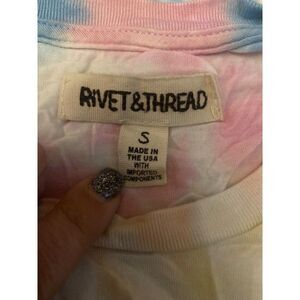 RIVET&THREAD
S
MADE IN
THE USA
WITH
IMPORTED
COMPONENTS